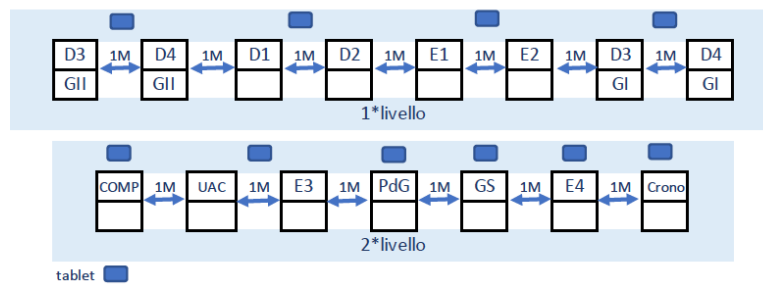 D3 1M D4 1M D1 1M D2 1M E1 1M E2 1M D3 1M D4
GII GII GI GI
1*livello
COMP 1M UAC 1M E3 1M PdG 1M GS 1M E4 1M Crono
2*livello
tablet